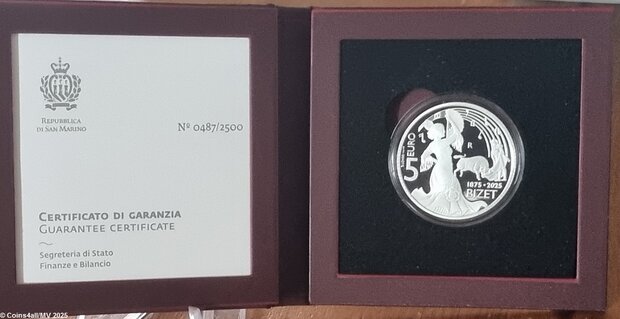 Repubblica
di San Marino
Nº 0487/2500
Certificato di garanzia
Guarantee certificate
Segreteria di Stato
Finanze e Bilancio
5 EURO
R
1875 • 2025
BIZET
© Coins4all/MV 2025